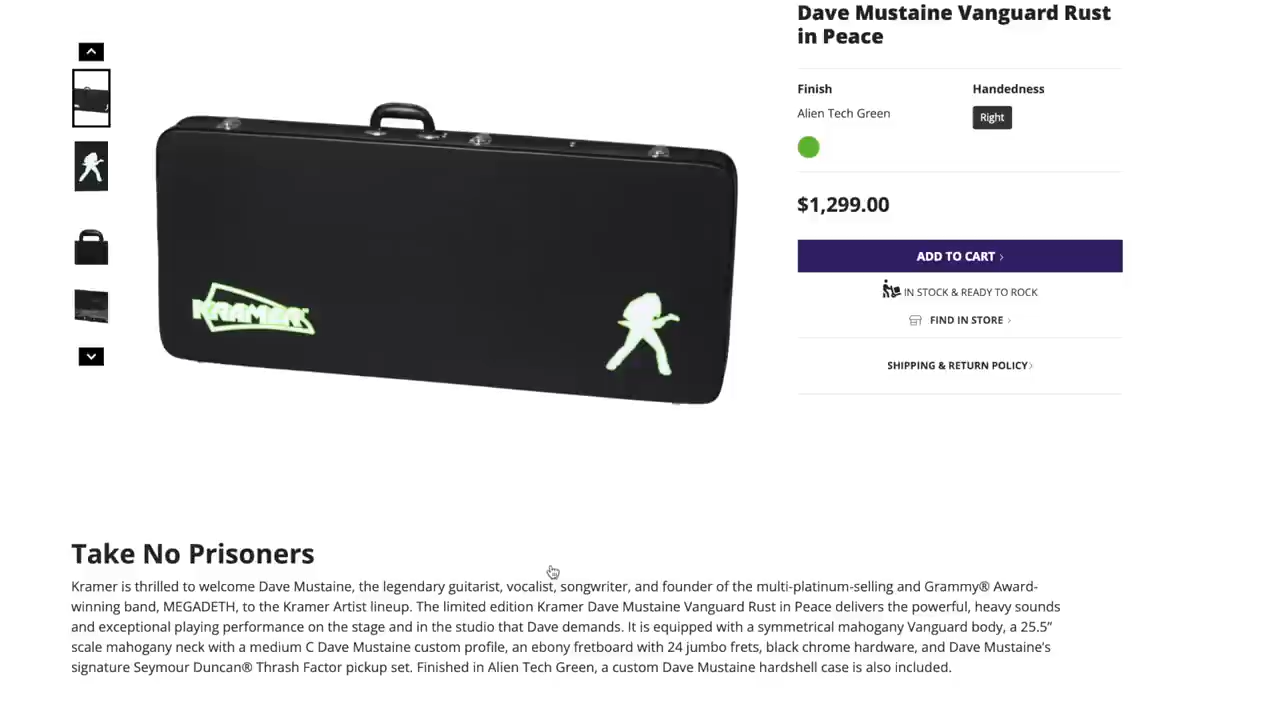 Dave Mustaine Vanguard Rust
in Peace
Finish
Handedness
Alien Tech Green
Right
$1,299.00
ADD TO CART ›
IN STOCK & READY TO ROCK
FIND IN STORE ›
SHIPPING & RETURN POLICY›
KRAMER
Take No Prisoners
Kramer is thrilled to welcome Dave Mustaine, the legendary guitarist, vocalist, songwriter, and founder of the multi-platinum-selling and Grammy® Award-
winning band, MEGADETH, to the Kramer Artist lineup. The limited edition Kramer Dave Mustaine Vanguard Rust in Peace delivers the powerful, heavy sounds
and exceptional playing performance on the stage and in the studio that Dave demands. It is equipped with a symmetrical mahogany Vanguard body, a 25.5”
scale mahogany neck with a medium C Dave Mustaine custom profile, an ebony fretboard with 24 jumbo frets, black chrome hardware, and Dave Mustaine's
signature Seymour Duncan® Thrash Factor pickup set. Finished in Alien Tech Green, a custom Dave Mustaine hardshell case is also included.